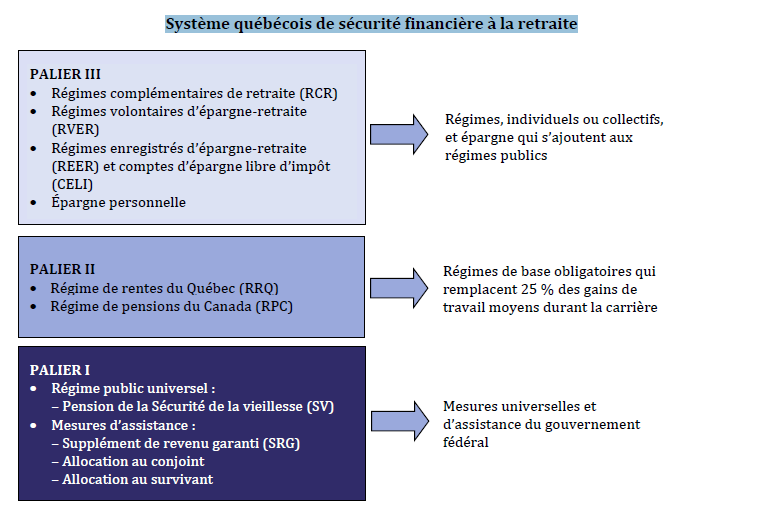 Système québécois de sécurité financière à la retraite
PALIER III
• Régimes complémentaires de retraite (RCR)
• Régimes volontaires d'épargne-retraite
(RVER)
• Régimes enregistrés d'épargne-retraite
(REER) et comptes d'épargne libre d'impôt
(CELI)
• Épargne personnelle
Régimes, individuels ou collectifs,
et épargne qui s'ajoutent aux
régimes publics
PALIER II
• Régime de rentes du Québec (RRQ)
• Régime de pensions du Canada (RPC)
Régimes de base obligatoires qui
remplacent 25 % des gains de
travail moyens durant la carrière
PALIER I
• Régime public universel :
– Pension de la Sécurité de la vieillesse (SV)
• Mesures d'assistance :
– Supplément de revenu garanti (SRG)
– Allocation au conjoint
– Allocation au survivant
Mesures universelles et
d'assistance du gouvernement
fédéral